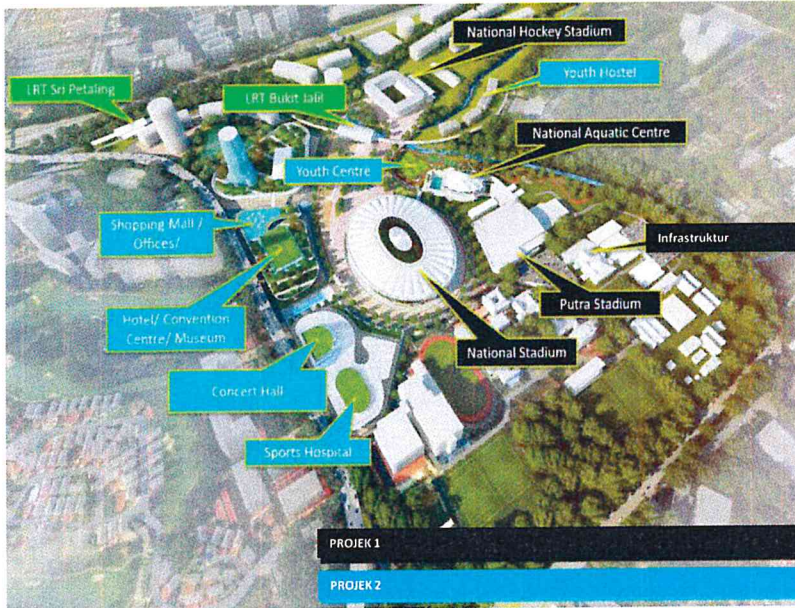 National Hockey Stadium
Youth Hostel
LRT Sri Petaling
LRT Bukit Jalil
National Aquatic Centre
Youth Centre
Shopping Mall /
Offices/
Infrastruktur
Putra Stadium
Hotel/ Convention
Centre/ Museum
National Stadium
Concert Hall
Sports Hospital
PROJEK 1
PROJEK 2